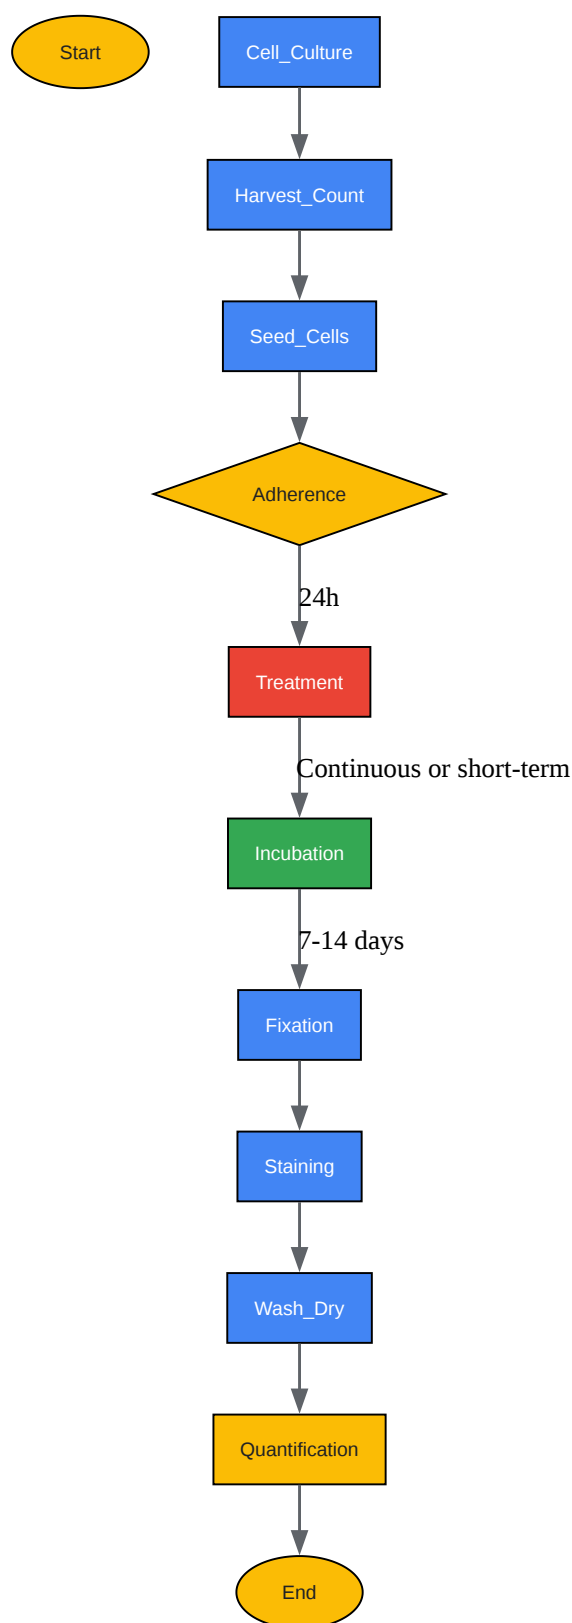 Start
Cell_Culture
Harvest_Count
Seed_Cells
Adherence
24h
Treatment
Continuous or short-term
Incubation
7-14 days
Fixation
Staining
Wash_Dry
Quantification
End